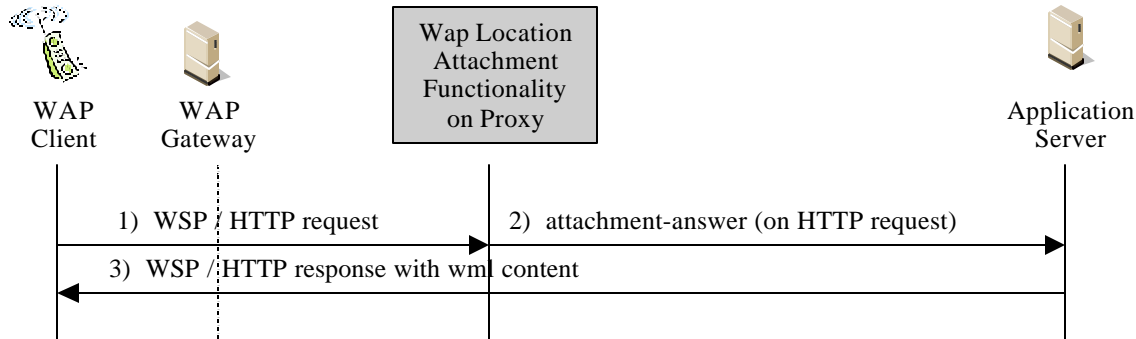 Wap Location
Attachment
Functionality
on Proxy
WAP
Client
WAP
Gateway
Application
Server
1) WSP / HTTP request
2) attachment-answer (on HTTP request)
3) WSP / HTTP response with wml content